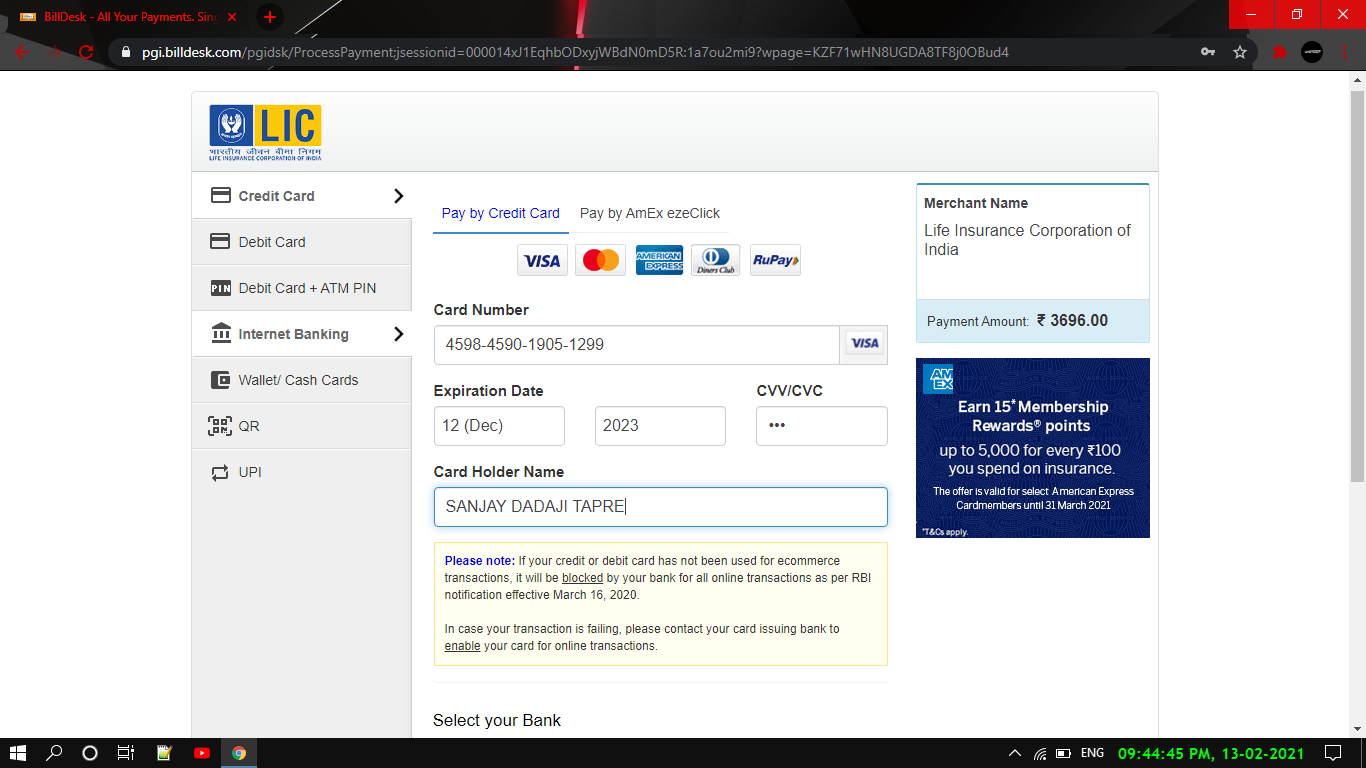 BillDesk - All Your Payments. Sing
pgi.billdesk.com/pgidsk/ProcessPayment;jsessionid=000014xJ1EqhbODxyjWBdN0mD5R:1a7ou2mi9?wpage=KZF71wHN8UGDA8TF8j0OBud4
LIC
भारतीय जीवन बीमा निगम
LIFE INSURANCE CORPORATION OF INDIA
Credit Card
Debit Card
PIN Debit Card + ATM PIN
Internet Banking
Wallet/ Cash Cards
QR
UPI
Pay by Credit Card Pay by AmEx ezeClick
VISA AMERICAN EXPRESS Diners Club RuPay
Card Number
4598-4590-1905-1299 VISA
Expiration Date CVV/CVC
12 (Dec) 2023 •••
Card Holder Name
SANJAY DADAJI TAPRE
Please note: If your credit or debit card has not been used for ecommerce
transactions, it will be blocked by your bank for all online transactions as per RBI
notification effective March 16, 2020.
In case your transaction is failing, please contact your card issuing bank to
enable your card for online transactions.
Select your Bank
Merchant Name
Life Insurance Corporation of
India
Payment Amount: ₹ 3696.00
AM
EX
Earn 15* Membership
Rewards® points
up to 5,000 for every ₹100
you spend on insurance.
The offer is valid for select American Express
Cardmembers until 31 March 2021
*T&Cs apply.
ENG 09:44:45 PM, 13-02-2021